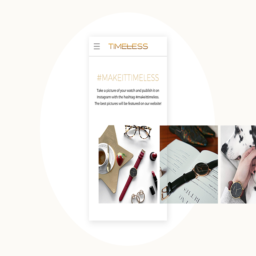 TIMELESS
#MAKEITTIMELESS
Take a picture of your watch and publish it on
Instagram with the hashtag #makeittimeless.
The best pictures will be featured on our website!